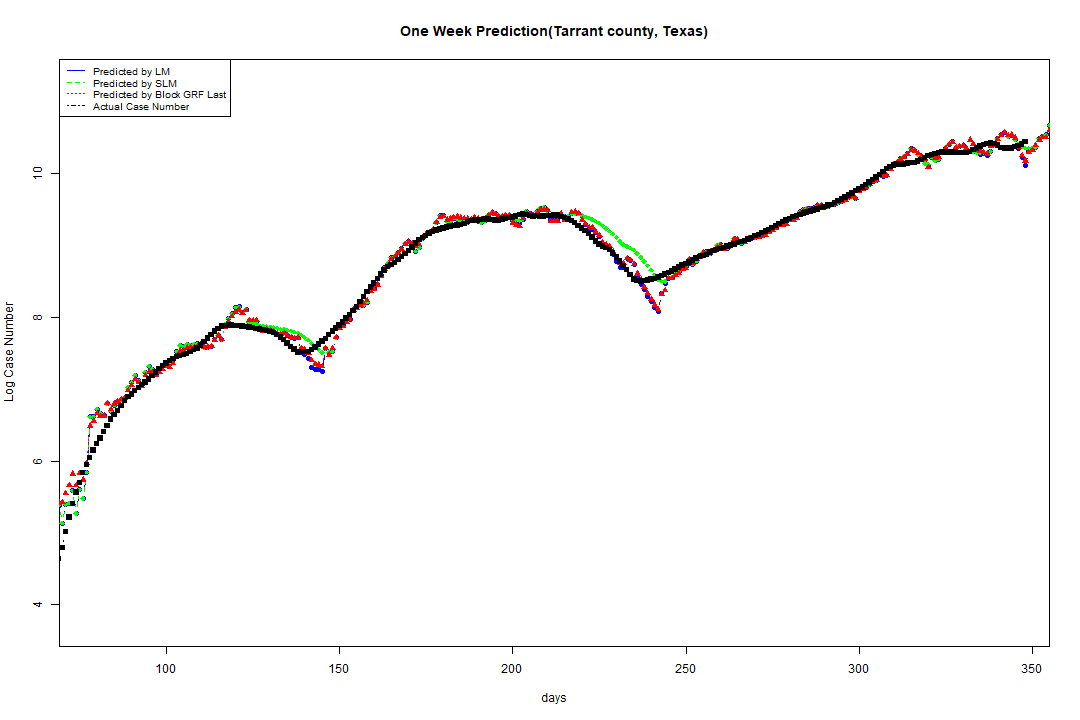 One Week Prediction(Tarrant county, Texas)
Predicted by LM
Predicted by SLM
Predicted by Block GRF Last
Actual Case Number
Log Case Number
10
8
6
4
100 150 200 250 300 350
days